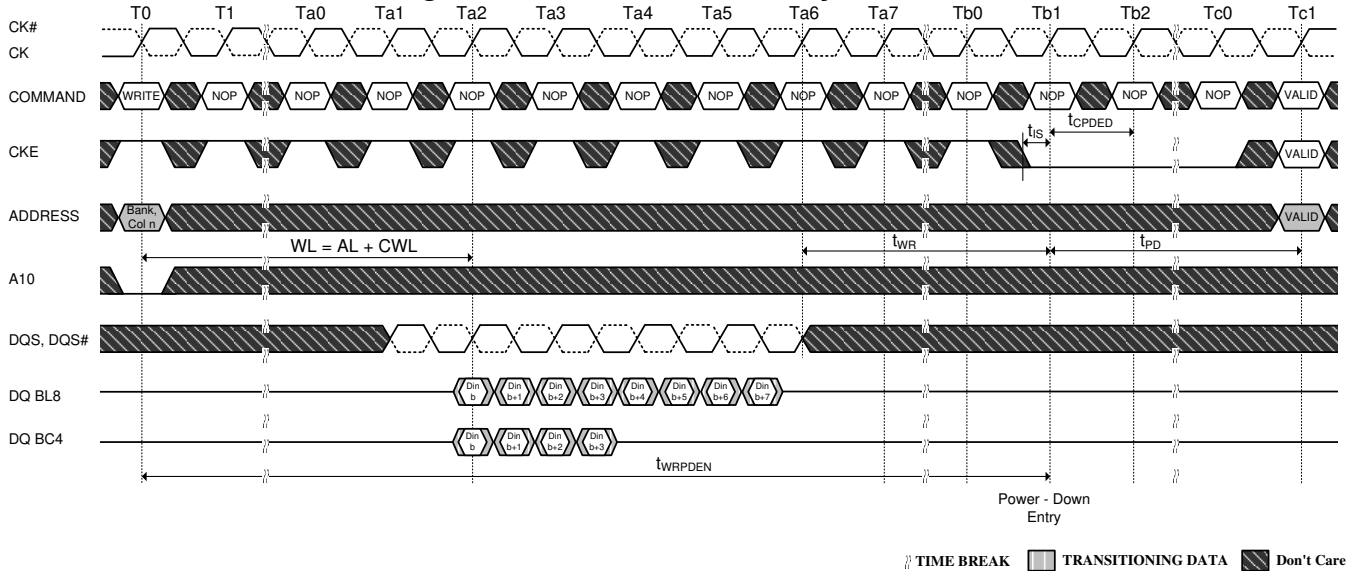 T0 T1 Ta0 Ta1 Ta2 Ta3 Ta4 Ta5 Ta6 Ta7 Tb0 Tb1 Tb2 Tc0 Tc1
CK#
CK
COMMAND WRITE NOP NOP NOP NOP NOP NOP NOP NOP NOP NOP NOP NOP NOP VALID
tIS tCPDED
CKE VALID
ADDRESS Bank, Col n VALID
WL = AL + CWL tWR tPD
A10
DQS, DQS#
DQ BL8 Din b Din b+1 Din b+2 Din b+3 Din b+4 Din b+5 Din b+6 Din b+7
DQ BC4 Din b Din b+1 Din b+2 Din b+3
tWRPDEN
Power - Down
Entry
TIME BREAK TRANSITIONING DATA Don't Care